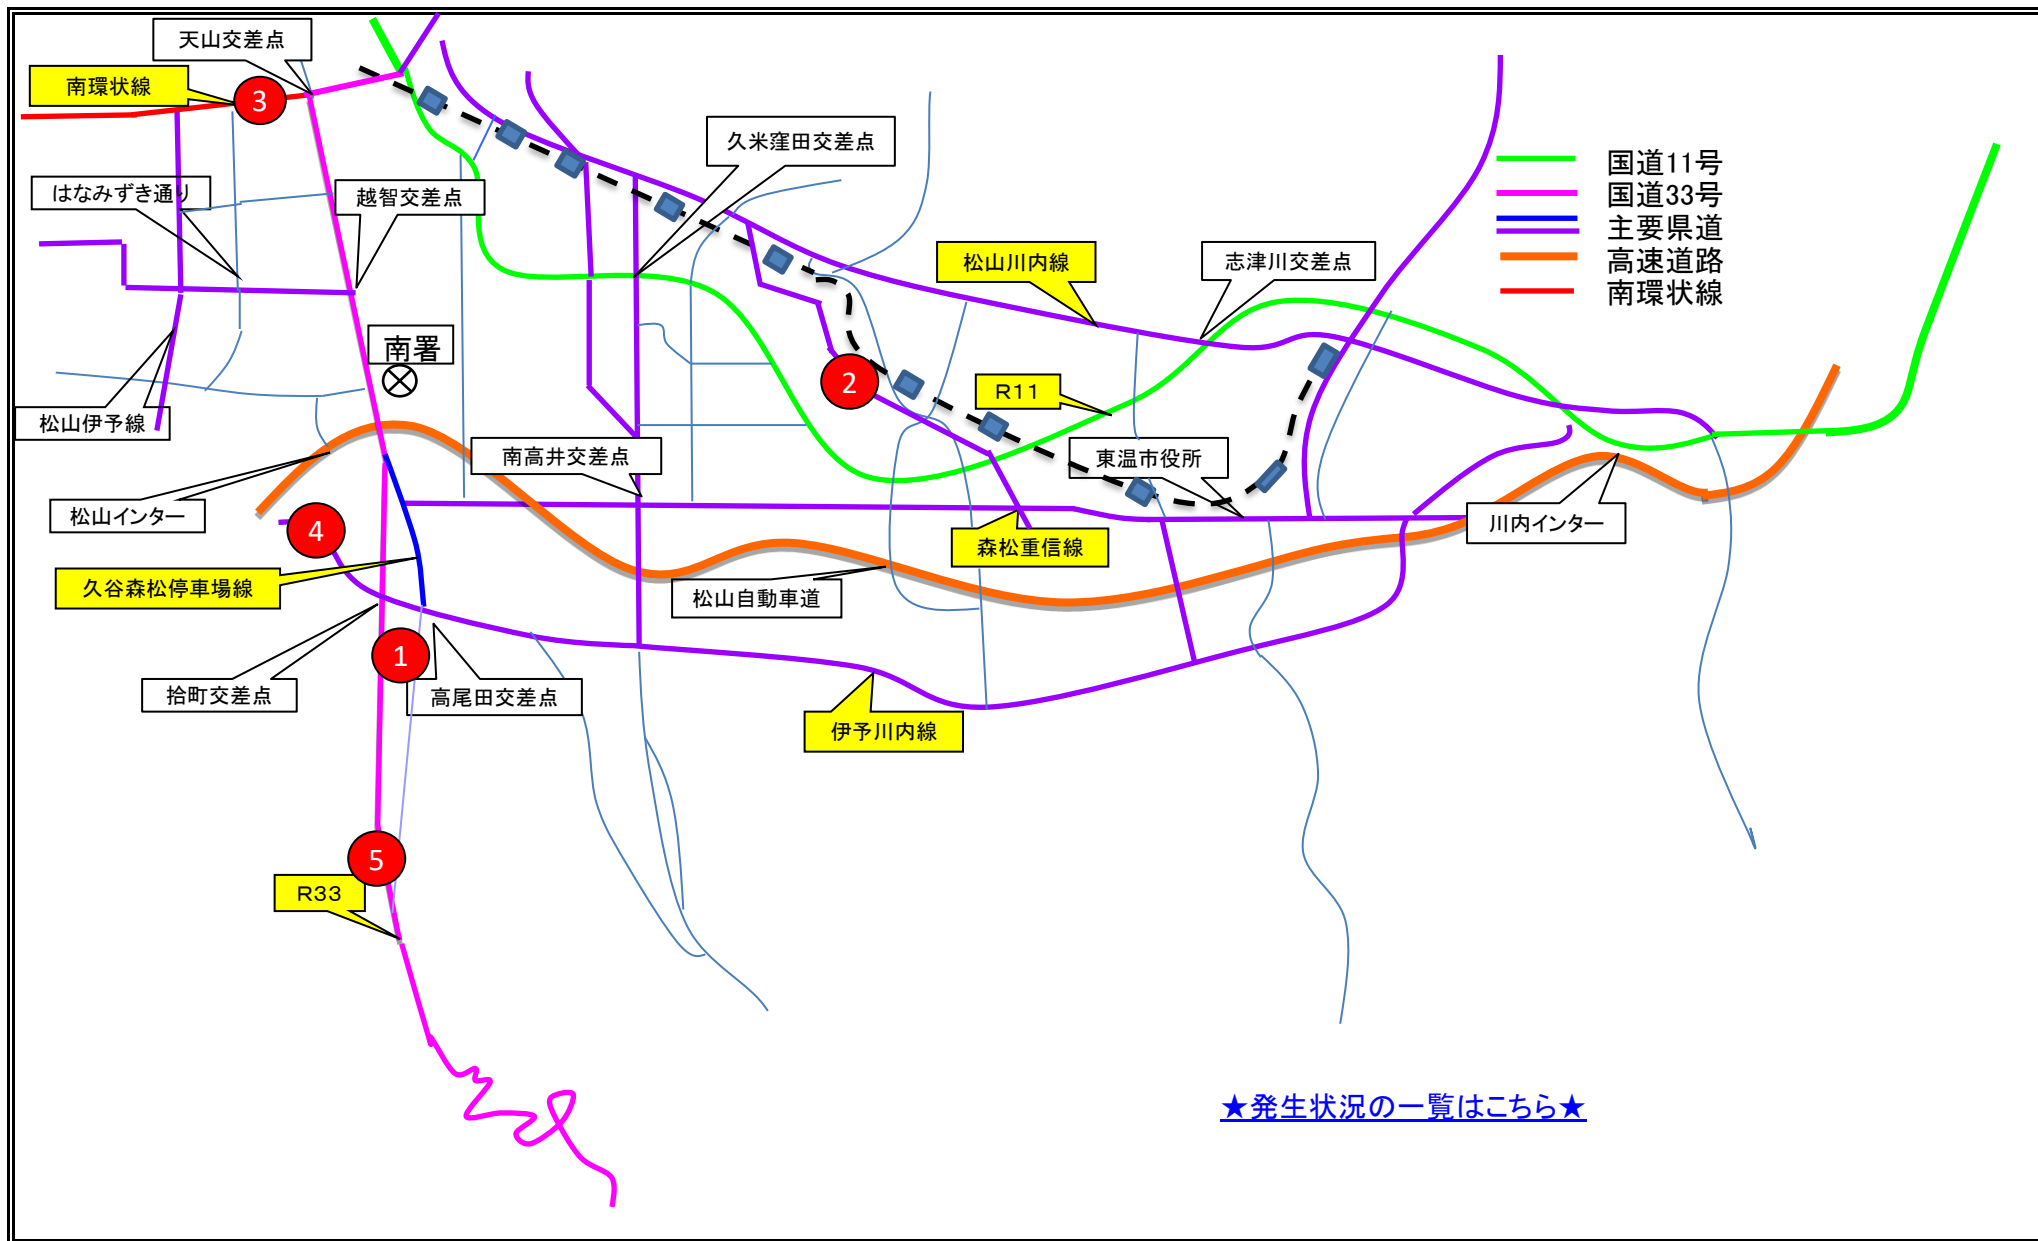 天山交差点
南環状線
3
久米窪田交差点
国道11号
はなみずき通り
越智交差点
国道33号
主要県道
松山川内線
志津川交差点
高速道路
南環状線
南署
2
R11
松山伊予線
南高井交差点
東温市役所
松山インター
4
川内インター
森松重信線
久谷森松停車場線
松山自動車道
1
拾町交差点
高尾田交差点
伊予川内線
5
R33
★発生状況の一覧はこちら★